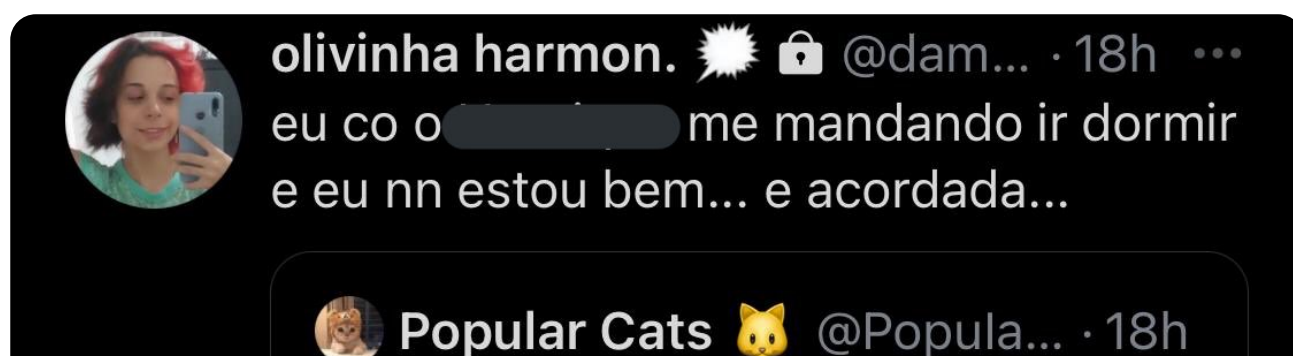 olivinha harmon. 🗯 🔒 @dam... · 18h ...
eu co o me mandando ir dormir
e eu nn estou bem... e acordada...
Popular Cats 🐱 @Popula... · 18h